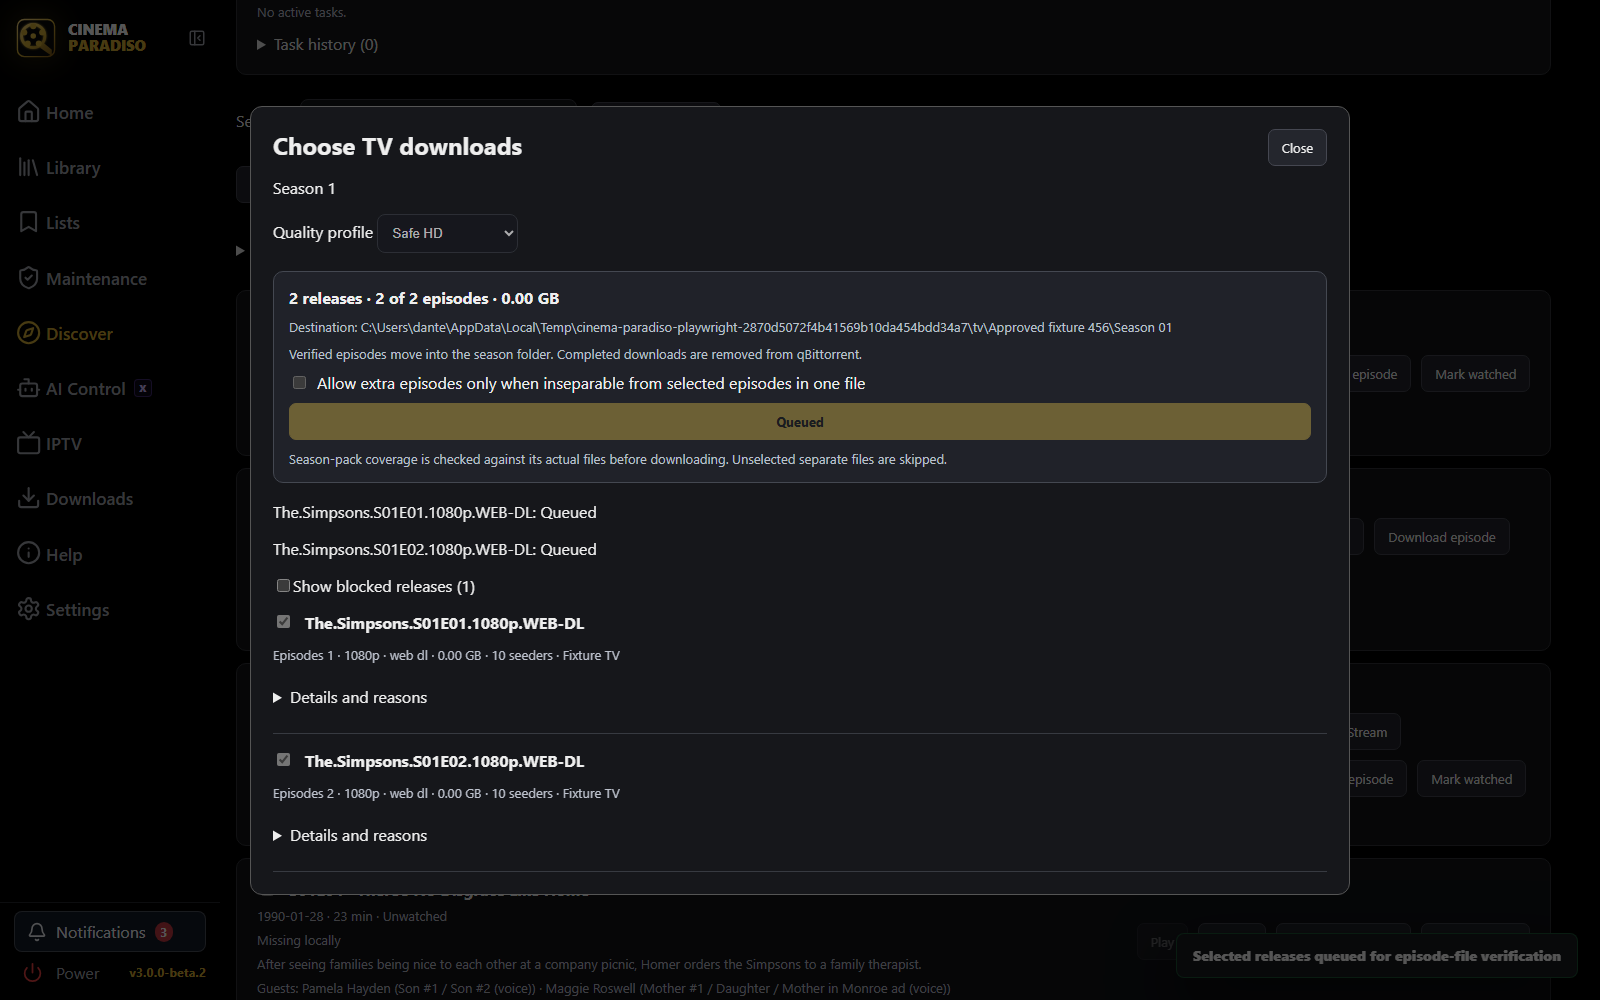 CINEMA
PARADISO
Home
Library
Lists
Maintenance
Discover
AI Control x
IPTV
Downloads
Help
Settings
Notifications 3
Power v3.0.0-beta.2
No active tasks.
Task history (0)
Se
Choose TV downloads
Close
Season 1
Quality profile Safe HD
2 releases · 2 of 2 episodes · 0.00 GB
Destination: C:\Users\dante\AppData\Local\Temp\cinema-paradiso-playwright-2870d5072f4b41569b10da454bdd34a7\tv\Approved fixture 456\Season 01
Verified episodes move into the season folder. Completed downloads are removed from qBittorrent.
Allow extra episodes only when inseparable from selected episodes in one file
Queued
Season-pack coverage is checked against its actual files before downloading. Unselected separate files are skipped.
The.Simpsons.S01E01.1080p.WEB-DL: Queued
The.Simpsons.S01E02.1080p.WEB-DL: Queued
Show blocked releases (1)
The.Simpsons.S01E01.1080p.WEB-DL
Episodes 1 · 1080p · web dl · 0.00 GB · 10 seeders · Fixture TV
Details and reasons
The.Simpsons.S01E02.1080p.WEB-DL
Episodes 2 · 1080p · web dl · 0.00 GB · 10 seeders · Fixture TV
Details and reasons
episode Mark watched
Download episode
Stream
episode Mark watched
1990-01-28 · 23 min · Unwatched
Missing locally
Play
After seeing families being nice to each other at a company picnic, Homer orders the Simpsons to a family therapist.
Guests: Pamela Hayden (Son #1 / Son #2 (voice)) · Maggie Roswell (Mother #1 / Daughter / Mother in Monroe ad (voice))
Selected releases queued for episode-file verification